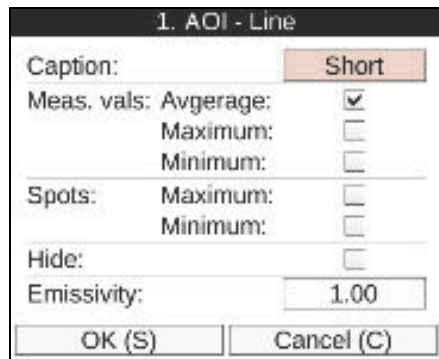 1. AOI - Line
Caption: Short
Meas. vals: Avgerage:
Maximum:
Minimum:
Spots: Maximum:
Minimum:
Hide:
Emissivity: 1.00
OK (S) Cancel (C)